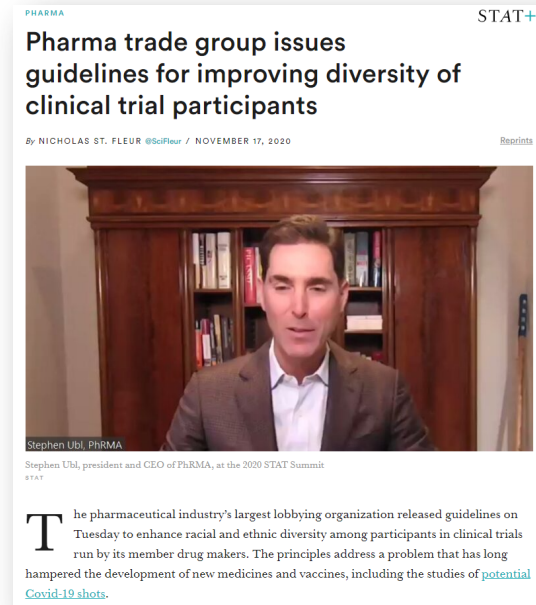 PHARMA
STAT+
Pharma trade group issues
guidelines for improving diversity of
clinical trial participants
By NICHOLAS ST. FLEUR @SciFleur / NOVEMBER 17, 2020
Reprints
Stephen Ubl, PhRMA
Stephen Ubl, president and CEO of PhRMA, at the 2020 STAT Summit
STAT
The pharmaceutical industry's largest lobbying organization released guidelines on
Tuesday to enhance racial and ethnic diversity among participants in clinical trials
run by its member drug makers. The principles address a problem that has long
hampered the development of new medicines and vaccines, including the studies of potential
Covid-19 shots.